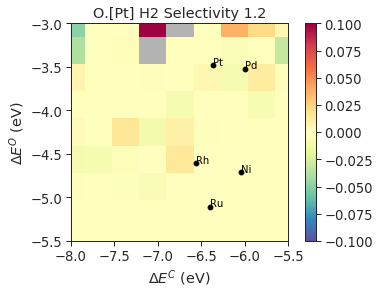 O.[Pt] H2 Selectivity 1.2
−3.0
−3.5
−4.0
−4.5
−5.0
−5.5
ΔE^O (eV)
Pt
Pd
Rh
Ni
Ru
−8.0 −7.5 −7.0 −6.5 −6.0 −5.5
ΔE^C (eV)
0.100
0.075
0.050
0.025
0.000
−0.025
−0.050
−0.075
−0.100